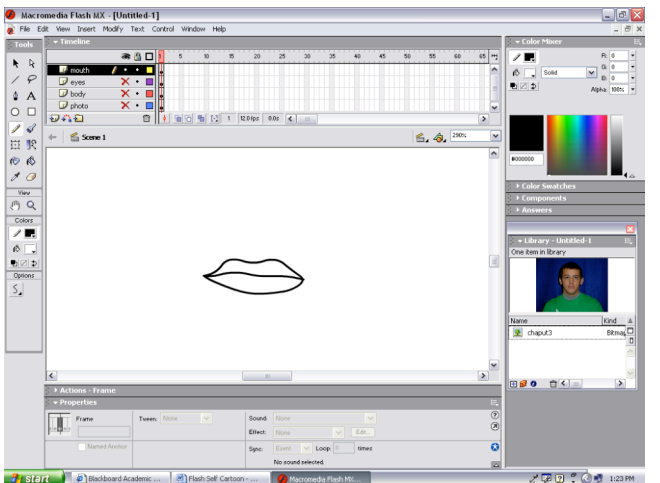 Macromedia Flash MX - [Untitled-1]
File Edit View Insert Modify Text Control Window Help
Tools
View
Colors
Options
Timeline
1 5 10 15 20 25 30 35 40 45 50 55 60 65
mouth
eyes
body
photo
1 12.0 fps 0.0s
Scene 1
290%
Actions - Frame
Properties
Frame
Tween: None
Sound: None
Effect: None Edit...
Named Anchor
Sync: Event Loop: 0 times
No sound selected.
Color Mixer
R: 0
G: 0
Solid
B: 0
Alpha: 100%
#000000
Color Swatches
Components
Answers
Library - Untitled-1
One item in library
Name Kind
chaput3 Bitmap
start
Blackboard Academic ...
Flash Self Cartoon - ...
Macromedia Flash MX...
1:23 PM